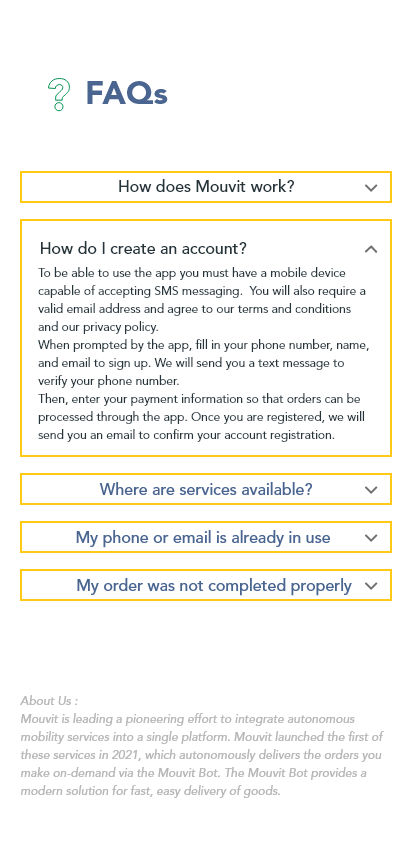 FAQs
How does Mouvit work?
How do I create an account?
To be able to use the app you must have a mobile device
capable of accepting SMS messaging.  You will also require a
valid email address and agree to our terms and conditions
and our privacy policy.
When prompted by the app, fill in your phone number, name,
and email to sign up. We will send you a text message to
verify your phone number.
Then, enter your payment information so that orders can be
processed through the app. Once you are registered, we will
send you an email to confirm your account registration.
Where are services available?
My phone or email is already in use
My order was not completed properly
About Us :
Mouvit is leading a pioneering effort to integrate autonomous
mobility services into a single platform. Mouvit launched the first of
these services in 2021, which autonomously delivers the orders you
make on-demand via the Mouvit Bot. The Mouvit Bot provides a
modern solution for fast, easy delivery of goods.